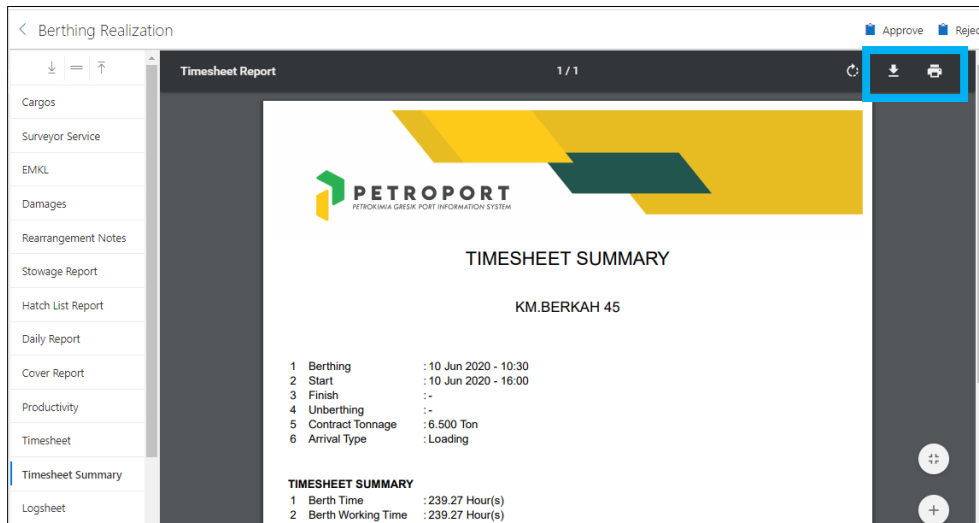 Berthing Realization
Approve Rejec
Timesheet Report 1 / 1
Cargos
Surveyor Service
EMKL
Damages
Rearrangement Notes
Stowage Report
Hatch List Report
Daily Report
Cover Report
Productivity
Timesheet
Timesheet Summary
Logsheet
PETROPORT
PETROKIMIA GRESIK PORT INFORMATION SYSTEM
TIMESHEET SUMMARY
KM.BERKAH 45
1 Berthing : 10 Jun 2020 - 10:30
2 Start : 10 Jun 2020 - 16:00
3 Finish : -
4 Unberthing : -
5 Contract Tonnage : 6.500 Ton
6 Arrival Type : Loading
TIMESHEET SUMMARY
1 Berth Time : 239.27 Hour(s)
2 Berth Working Time : 239.27 Hour(s)